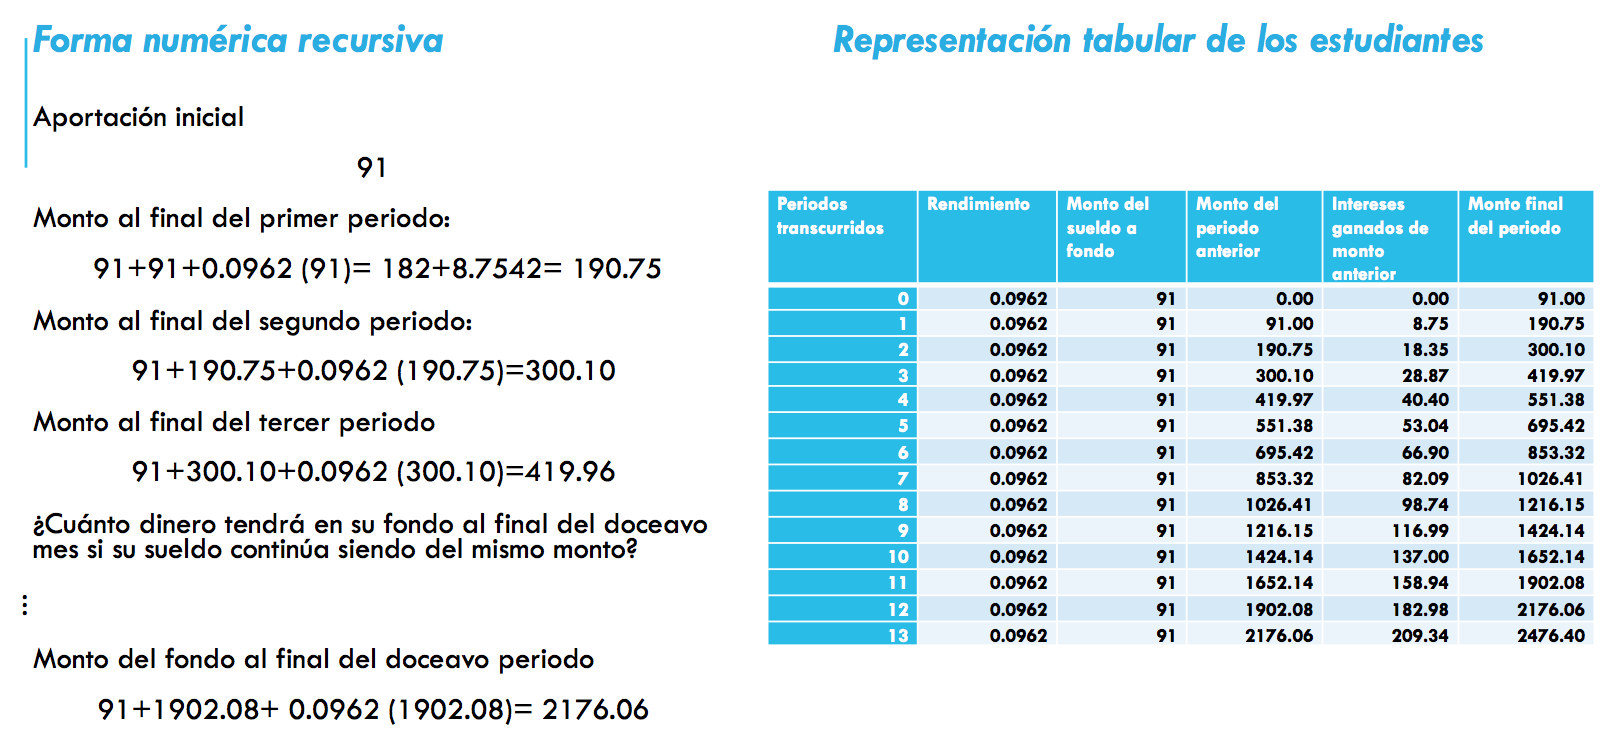 Forma numérica recursiva
Aportación inicial
91
Monto al final del primer periodo:
91+91+0.0962 (91)= 182+8.7542= 190.75
Monto al final del segundo periodo:
91+190.75+0.0962 (190.75)=300.10
Monto al final del tercer periodo
91+300.10+0.0962 (300.10)=419.96
¿Cuánto dinero tendrá en su fondo al final del doceavo
mes si su sueldo continúa siendo del mismo monto?
⋮
Monto del fondo al final del doceavo periodo
91+1902.08+ 0.0962 (1902.08)= 2176.06
Representación tabular de los estudiantes
Periodos transcurridos | Rendimiento | Monto del sueldo a fondo | Monto del periodo anterior | Intereses ganados de monto anterior | Monto final del periodo
0 | 0.0962 | 91 | 0.00 | 0.00 | 91.00
1 | 0.0962 | 91 | 91.00 | 8.75 | 190.75
2 | 0.0962 | 91 | 190.75 | 18.35 | 300.10
3 | 0.0962 | 91 | 300.10 | 28.87 | 419.97
4 | 0.0962 | 91 | 419.97 | 40.40 | 551.38
5 | 0.0962 | 91 | 551.38 | 53.04 | 695.42
6 | 0.0962 | 91 | 695.42 | 66.90 | 853.32
7 | 0.0962 | 91 | 853.32 | 82.09 | 1026.41
8 | 0.0962 | 91 | 1026.41 | 98.74 | 1216.15
9 | 0.0962 | 91 | 1216.15 | 116.99 | 1424.14
10 | 0.0962 | 91 | 1424.14 | 137.00 | 1652.14
11 | 0.0962 | 91 | 1652.14 | 158.94 | 1902.08
12 | 0.0962 | 91 | 1902.08 | 182.98 | 2176.06
13 | 0.0962 | 91 | 2176.06 | 209.34 | 2476.40